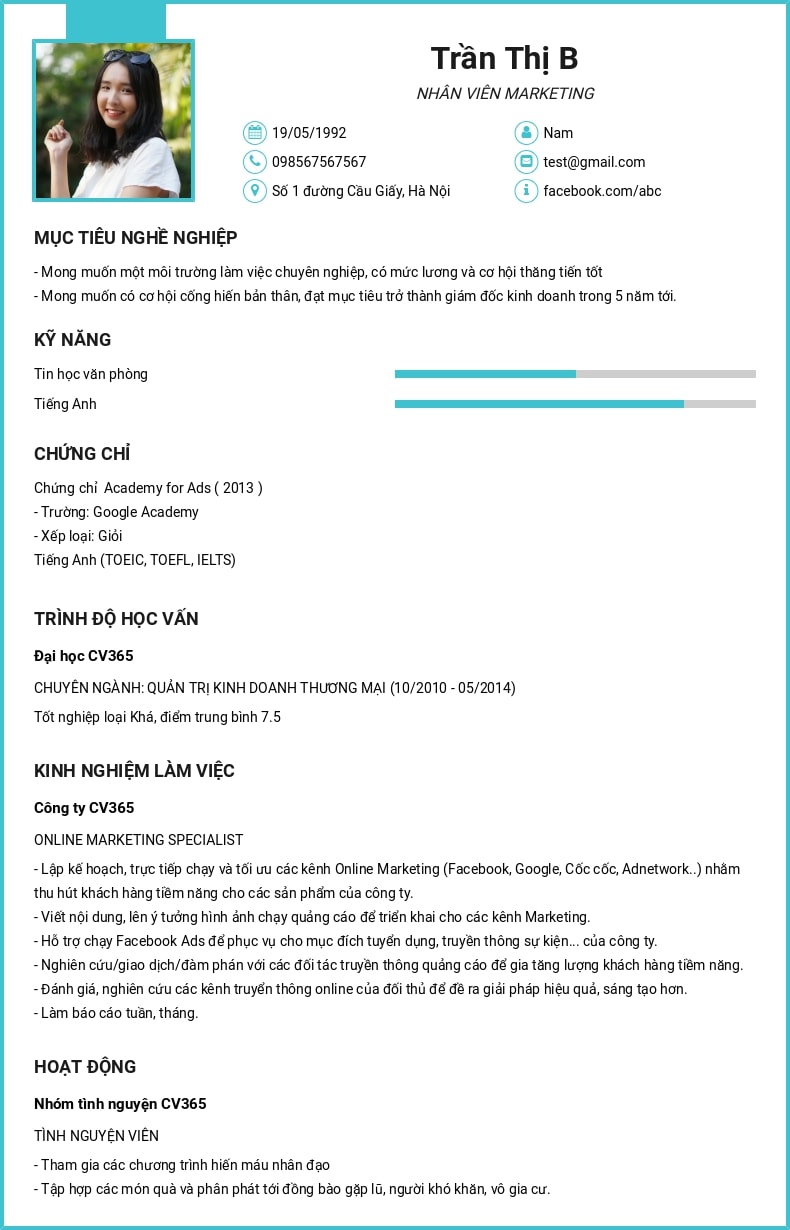 Trần Thị B
NHÂN VIÊN MARKETING
19/05/1992
Nam
098567567567
test@gmail.com
Số 1 đường Cầu Giấy, Hà Nội
facebook.com/abc
MỤC TIÊU NGHỀ NGHIỆP
- Mong muốn một môi trường làm việc chuyên nghiệp, có mức lương và cơ hội thăng tiến tốt
- Mong muốn có cơ hội cống hiến bản thân, đạt mục tiêu trở thành giám đốc kinh doanh trong 5 năm tới.
KỸ NĂNG
Tin học văn phòng
Tiếng Anh
CHỨNG CHỈ
Chứng chỉ  Academy for Ads ( 2013 )
- Trường: Google Academy
- Xếp loại: Giỏi
Tiếng Anh (TOEIC, TOEFL, IELTS)
TRÌNH ĐỘ HỌC VẤN
Đại học CV365
CHUYÊN NGÀNH: QUẢN TRỊ KINH DOANH THƯƠNG MẠI (10/2010 - 05/2014)
Tốt nghiệp loại Khá, điểm trung bình 7.5
KINH NGHIỆM LÀM VIỆC
Công ty CV365
ONLINE MARKETING SPECIALIST
- Lập kế hoạch, trực tiếp chạy và tối ưu các kênh Online Marketing (Facebook, Google, Cốc cốc, Adnetwork..) nhằm
thu hút khách hàng tiềm năng cho các sản phẩm của công ty.
- Viết nội dung, lên ý tưởng hình ảnh chạy quảng cáo để triển khai cho các kênh Marketing.
- Hỗ trợ chạy Facebook Ads để phục vụ cho mục đích tuyển dụng, truyền thông sự kiện... của công ty.
- Nghiên cứu/giao dịch/đàm phán với các đối tác truyền thông quảng cáo để gia tăng lượng khách hàng tiềm năng.
- Đánh giá, nghiên cứu các kênh truyển thông online của đối thủ để đề ra giải pháp hiệu quả, sáng tạo hơn.
- Làm báo cáo tuần, tháng.
HOẠT ĐỘNG
Nhóm tình nguyện CV365
TÌNH NGUYỆN VIÊN
- Tham gia các chương trình hiến máu nhân đạo
- Tập hợp các món quà và phân phát tới đồng bào gặp lũ, người khó khăn, vô gia cư.